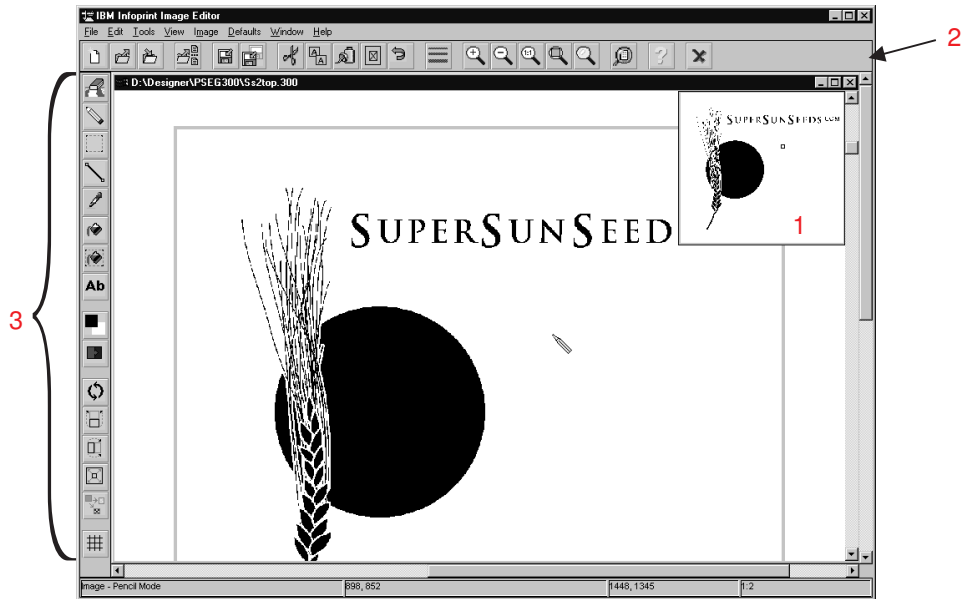 IBM Infoprint Image Editor
File Edit Tools View Image Defaults Window Help
2
D:\Designer\PSEG300\Ss2top.300
SUPERSUNSEEDS.COM
SUPERSUNSEED
1
Ab
3
Image - Pencil Mode 898, 852 1448, 1345 1:2